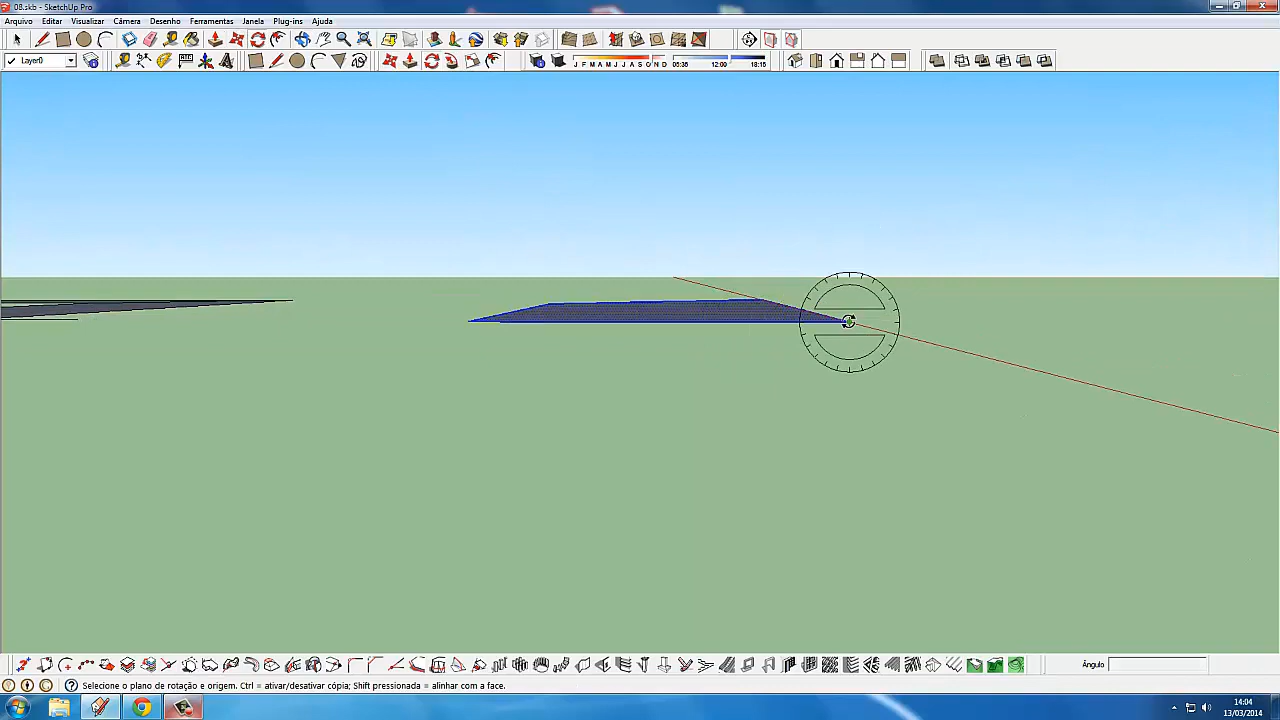 08.skb - SketchUp Pro
Arquivo Editar Visualizar Câmera Desenho Ferramentas Janela Plug-ins Ajuda
Layer0
J F M A M J J A S O N D
06:36 12:00 18:16
Ângulo
Selecione o plano de rotação e origem. Ctrl = ativar/desativar cópia; Shift pressionada = alinhar com a face.
14:04
13/03/2014